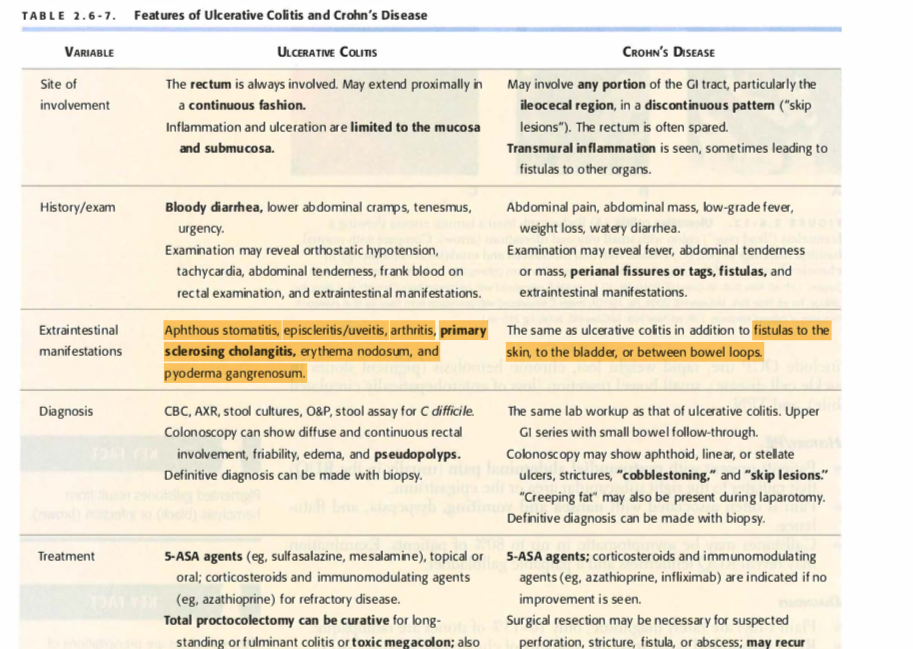 TABLE 2.6-7. Features of Ulcerative Colitis and Crohn's Disease
VARIABLE
ULCERATIVE COLITIS
CROHN'S DISEASE
Site of
involvement
The rectum is always involved. May extend proximally in
a continuous fashion.
Inflammation and ulceration are limited to the mucosa
and submucosa.
May involve any portion of the GI tract, particularly the
ileocecal region, in a discontinuous pattern ("skip
lesions"). The rectum is often spared.
Transmural inflammation is seen, sometimes leading to
fistulas to other organs.
History/exam
Bloody diarrhea, lower abdominal cramps, tenesmus,
urgency.
Examination may reveal orthostatic hypotension,
tachycardia, abdominal tenderness, frank blood on
rectal examination, and extraintestinal manifestations.
Abdominal pain, abdominal mass, low-grade fever,
weight loss, watery diarrhea.
Examination may reveal fever, abdominal tenderness
or mass, perianal fissures or tags, fistulas, and
extraintestinal manifestations.
Extraintestinal
manifestations
Aphthous stomatitis, episcleritis/uveitis, arthritis, primary
sclerosing cholangitis, erythema nodosum, and
pyoderma gangrenosum.
The same as ulcerative colitis in addition to fistulas to the
skin, to the bladder, or between bowel loops.
Diagnosis
CBC, AXR, stool cultures, O&P, stool assay for C difficile.
Colonoscopy can show diffuse and continuous rectal
involvement, friability, edema, and pseudopolyps.
Definitive diagnosis can be made with biopsy.
The same lab workup as that of ulcerative colitis. Upper
GI series with small bowel follow-through.
Colonoscopy may show aphthoid, linear, or stellate
ulcers, strictures, "cobblestoning," and "skip lesions."
"Creeping fat" may also be present during laparotomy.
Definitive diagnosis can be made with biopsy.
Treatment
5-ASA agents (eg, sulfasalazine, mesalamine), topical or
oral; corticosteroids and immunomodulating agents
(eg, azathioprine) for refractory disease.
Total proctocolectomy can be curative for long-
standing or fulminant colitis or toxic megacolon; also
5-ASA agents; corticosteroids and immunomodulating
agents (eg, azathioprine, infliximab) are indicated if no
improvement is seen.
Surgical resection may be necessary for suspected
perforation, stricture, fistula, or abscess; may recur